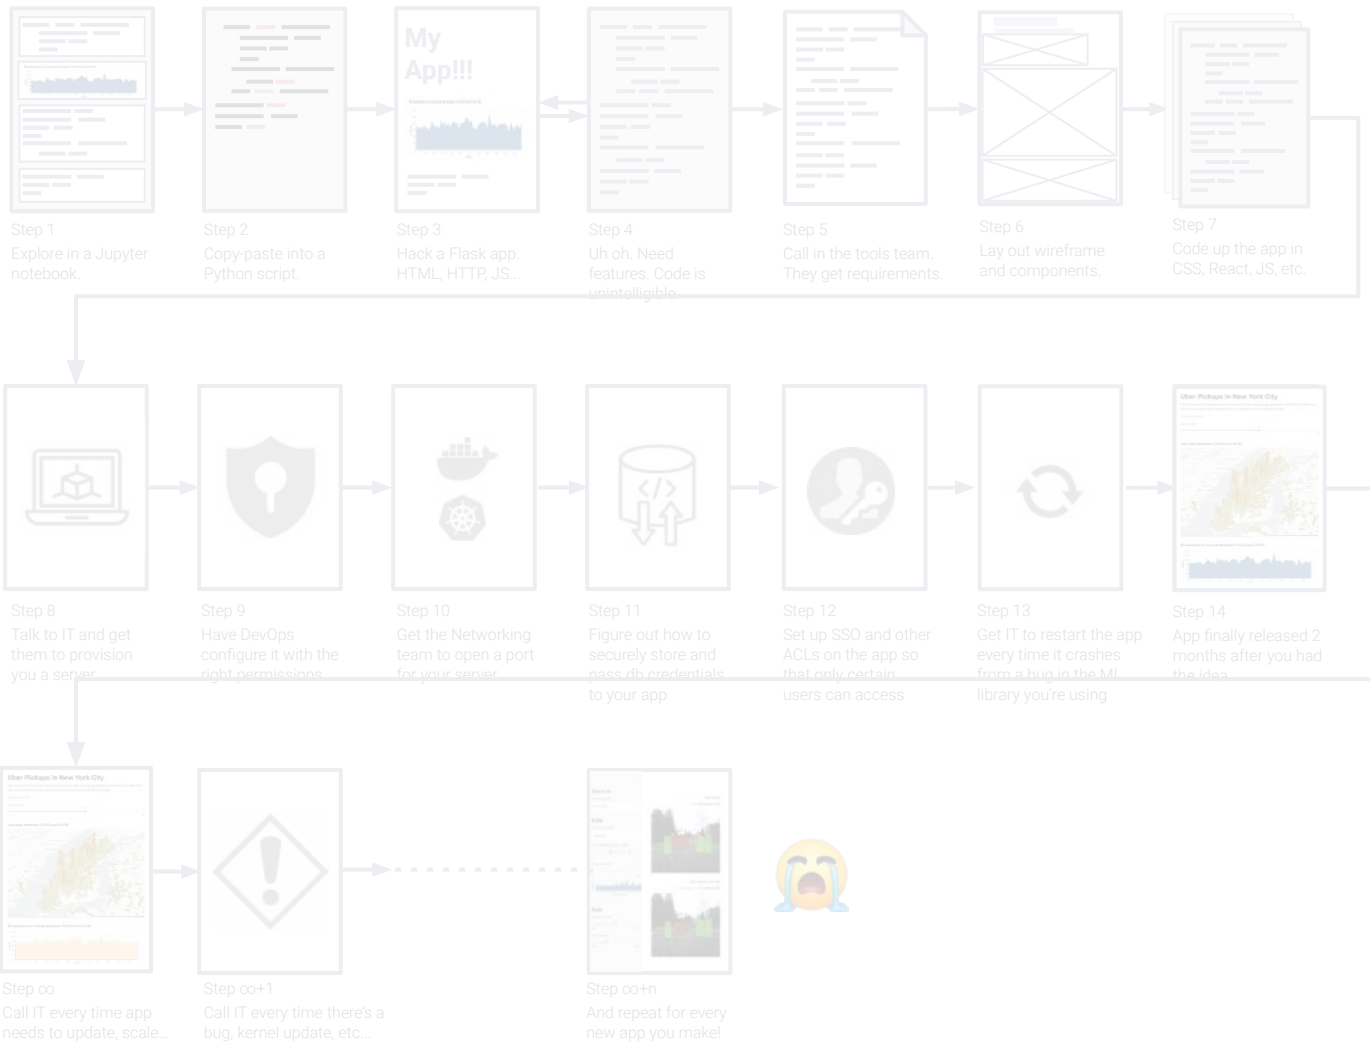 My
App!!!
Step 1
Explore in a Jupyter
notebook.
Step 2
Copy-paste into a
Python script.
Step 3
Hack a Flask app.
HTML, HTTP, JS...
Step 4
Uh oh. Need
features. Code is
unintelligible.
Step 5
Call in the tools team.
They get requirements.
Step 6
Lay out wireframe
and components.
Step 7
Code up the app in
CSS, React, JS, etc.
Step 8
Talk to IT and get
them to provision
you a server
Step 9
Have DevOps
configure it with the
right permissions
Step 10
Get the Networking
team to open a port
for your server
Step 11
Figure out how to
securely store and
pass db credentials
to your app
Step 12
Set up SSO and other
ACLs on the app so
that only certain
users can access
Step 13
Get IT to restart the app
every time it crashes
from a bug in the ML
library you're using
Uber Pickups in New York City
Step 14
App finally released 2
months after you had
the idea
Uber Pickups in New York City
Step ∞
Call IT every time app
needs to update, scale...
Step ∞+1
Call IT every time there's a
bug, kernel update, etc...
Step ∞+n
And repeat for every
new app you make!